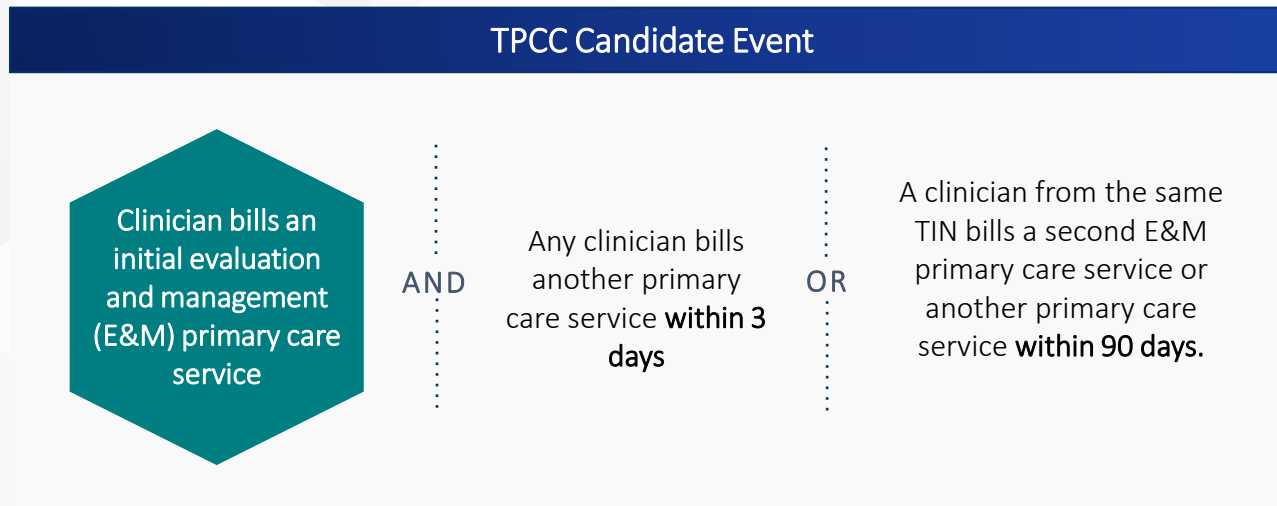 TPCC Candidate Event
Clinician bills an
initial evaluation
and management
(E&M) primary care
service
AND
Any clinician bills
another primary
care service within 3
days
OR
A clinician from the same
TIN bills a second E&M
primary care service or
another primary care
service within 90 days.